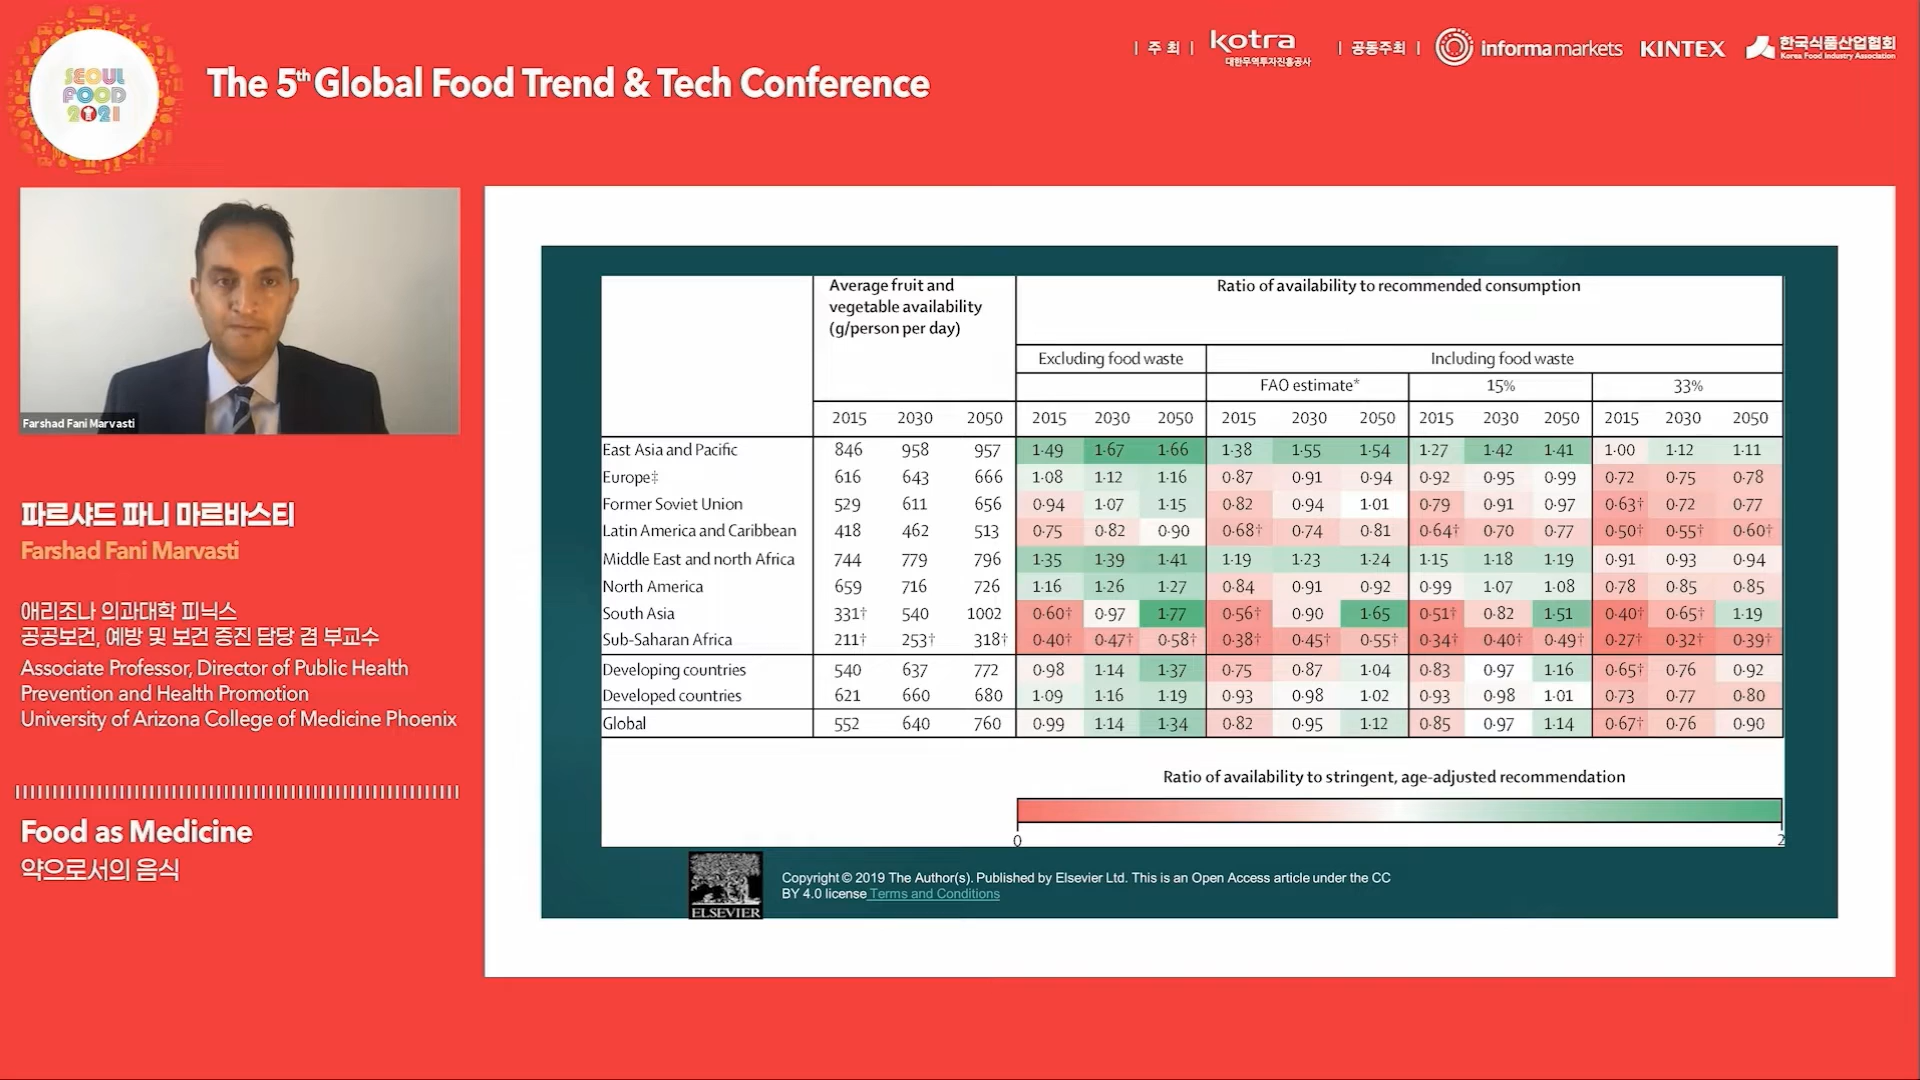 SEOUL
FOOD
2021
The 5th Global Food Trend & Tech Conference
| 주 최 | kotra
대한무역투자진흥공사
| 공동주최 | informa markets KINTEX 한국식품산업협회
Korea Food Industry Association
Farshad Fani Marvasti
파르샤드 파니 마르바스티
Farshad Fani Marvasti
애리조나 의과대학 피닉스
공공보건, 예방 및 보건 증진 담당 겸 부교수
Associate Professor, Director of Public Health
Prevention and Health Promotion
University of Arizona College of Medicine Phoenix
Food as Medicine
약으로서의 음식
Average fruit and
vegetable availability
(g/person per day)
Ratio of availability to recommended consumption
Excluding food waste Including food waste
FAO estimate* 15% 33%
2015 2030 2050 2015 2030 2050 2015 2030 2050 2015 2030 2050 2015 2030 2050
East Asia and Pacific 846 958 957 1·49 1·67 1·66 1·38 1·55 1·54 1·27 1·42 1·41 1·00 1·12 1·11
Europe‡ 616 643 666 1·08 1·12 1·16 0·87 0·91 0·94 0·92 0·95 0·99 0·72 0·75 0·78
Former Soviet Union 529 611 656 0·94 1·07 1·15 0·82 0·94 1·01 0·79 0·91 0·97 0·63† 0·72 0·77
Latin America and Caribbean 418 462 513 0·75 0·82 0·90 0·68† 0·74 0·81 0·64† 0·70 0·77 0·50† 0·55† 0·60†
Middle East and north Africa 744 779 796 1·35 1·39 1·41 1·19 1·23 1·24 1·15 1·18 1·19 0·91 0·93 0·94
North America 659 716 726 1·16 1·26 1·27 0·84 0·91 0·92 0·99 1·07 1·08 0·78 0·85 0·85
South Asia 331† 540 1002 0·60† 0·97 1·77 0·56† 0·90 1·65 0·51† 0·82 1·51 0·40† 0·65† 1·19
Sub-Saharan Africa 211† 253† 318† 0·40† 0·47† 0·58† 0·38† 0·45† 0·55† 0·34† 0·40† 0·49† 0·27† 0·32† 0·39†
Developing countries 540 637 772 0·98 1·14 1·37 0·75 0·87 1·04 0·83 0·97 1·16 0·65† 0·76 0·92
Developed countries 621 660 680 1·09 1·16 1·19 0·93 0·98 1·02 0·93 0·98 1·01 0·73 0·77 0·80
Global 552 640 760 0·99 1·14 1·34 0·82 0·95 1·12 0·85 0·97 1·14 0·67† 0·76 0·90
Ratio of availability to stringent, age-adjusted recommendation
0 2
ELSEVIER
Copyright © 2019 The Author(s). Published by Elsevier Ltd. This is an Open Access article under the CC
BY 4.0 license Terms and Conditions